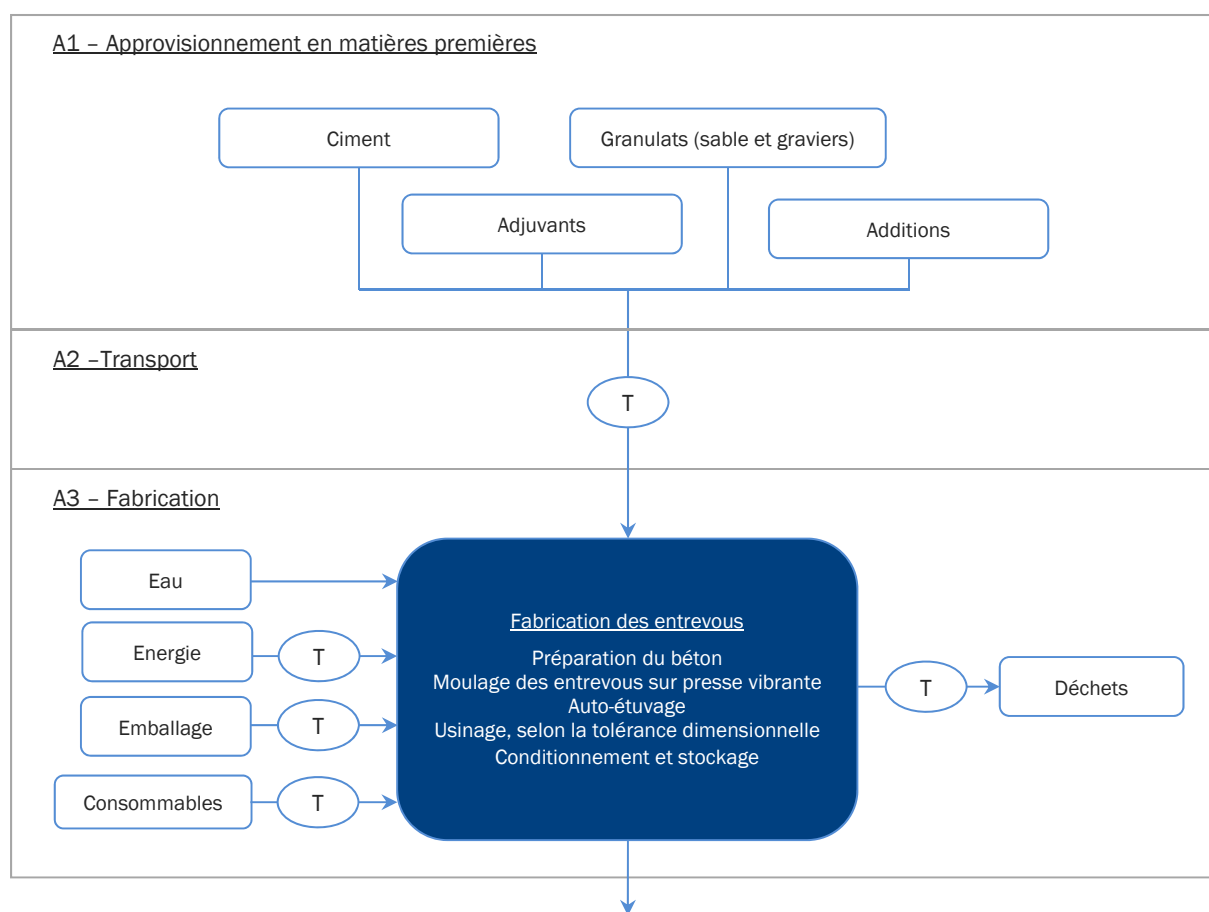 A1 – Approvisionnement en matières premières
Ciment
Granulats (sable et graviers)
Adjuvants
Additions
A2 –Transport
T
A3 – Fabrication
Eau
Energie
T
Emballage
T
Consommables
T
Fabrication des entrevous
Préparation du béton
Moulage des entrevous sur presse vibrante
Auto-étuvage
Usinage, selon la tolérance dimensionnelle
Conditionnement et stockage
T
Déchets